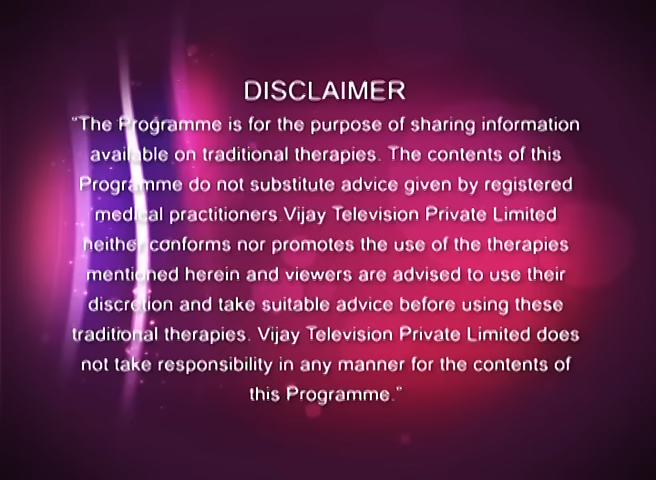 DISCLAIMER
“The Programme is for the purpose of sharing information
available on traditional therapies. The contents of this
Programme do not substitute advice given by registered
medical practitioners.Vijay Television Private Limited
neither conforms nor promotes the use of the therapies
mentioned herein and viewers are advised to use their
discretion and take suitable advice before using these
traditional therapies. Vijay Television Private Limited does
not take responsibility in any manner for the contents of
this Programme.”